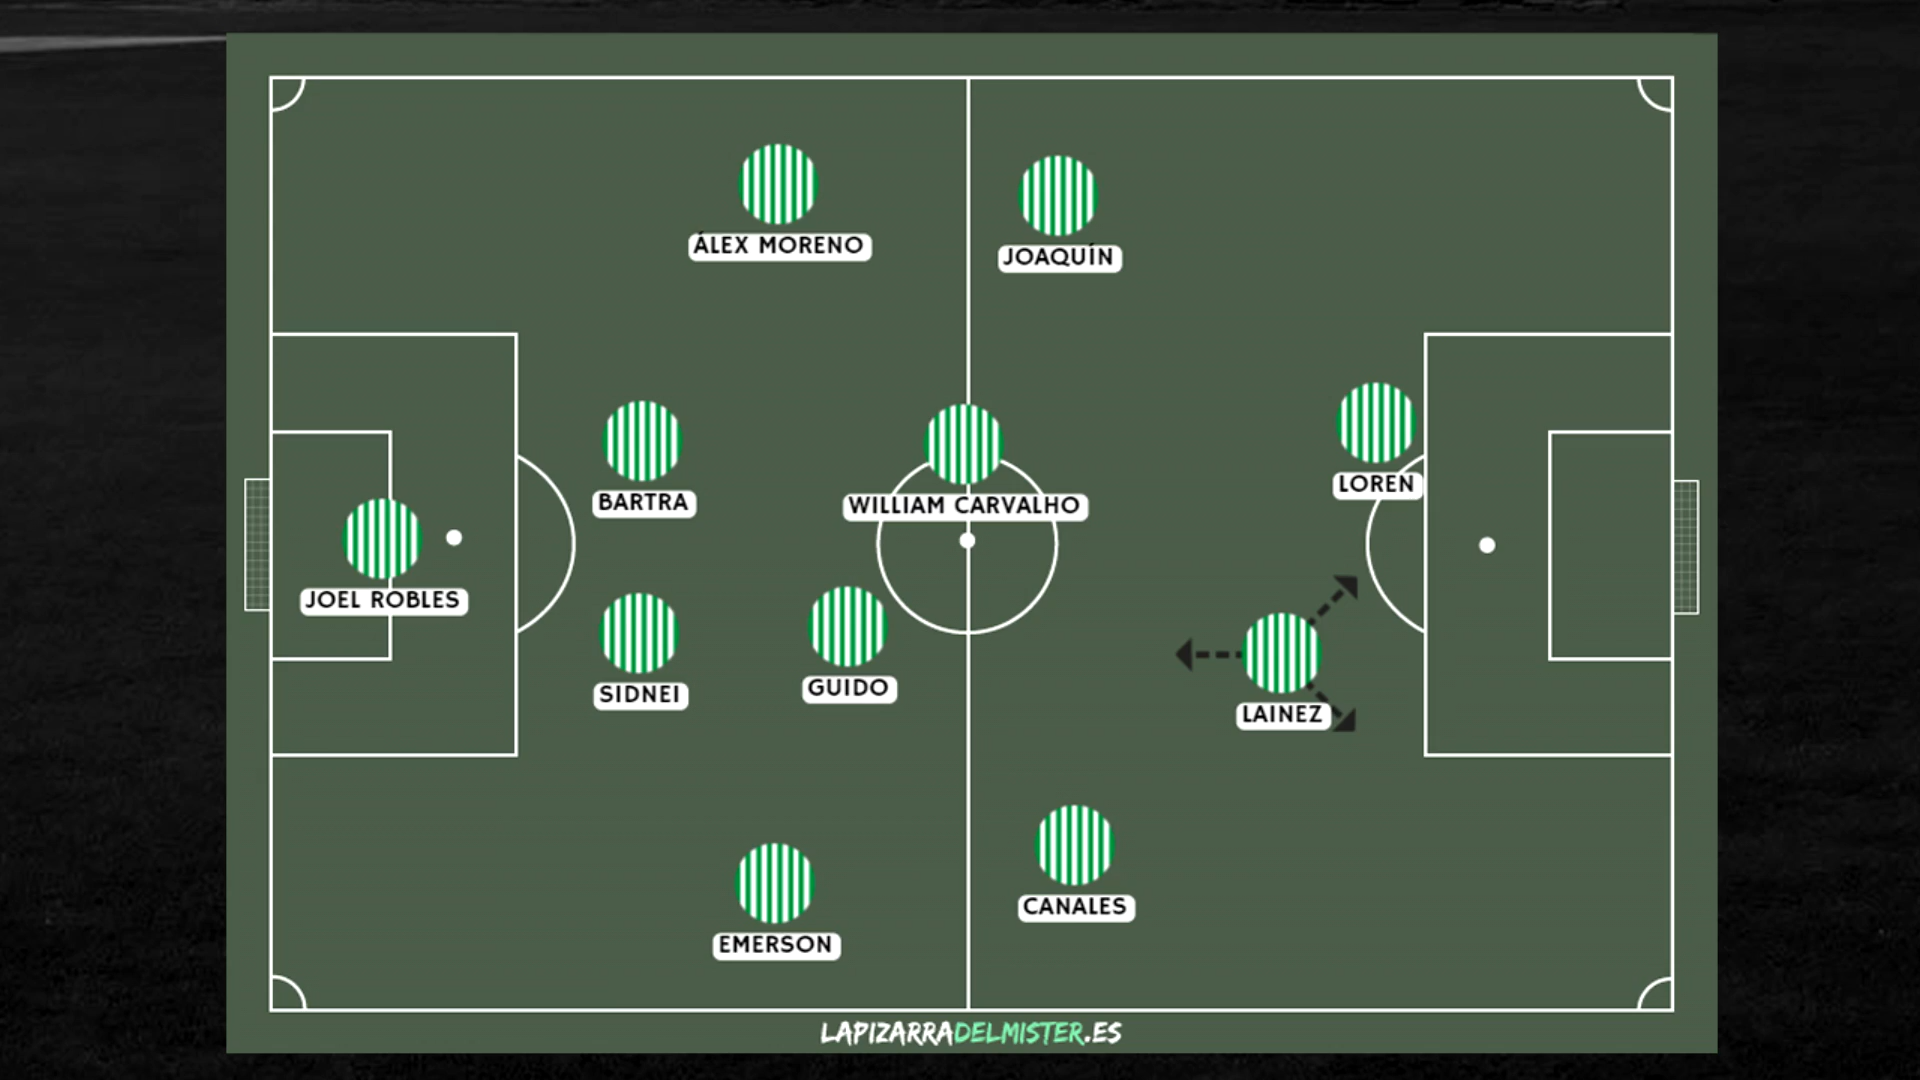 ÁLEX MORENO
JOAQUÍN
BARTRA
WILLIAM CARVALHO
LOREN
JOEL ROBLES
SIDNEI
GUIDO
LAINEZ
CANALES
EMERSON
LAPIZARRADELMISTER.ES